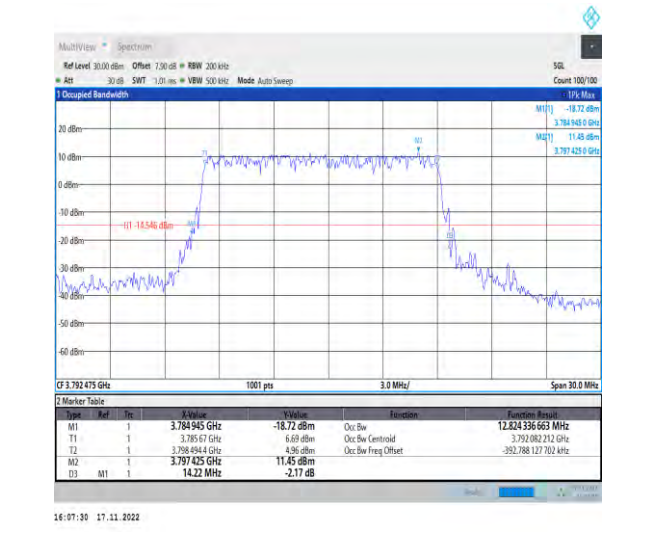 MultiView Spectrum
Ref Level 30.00 dBm Offset 7.90 dB RBW 200 kHz SGL
Att 30 dB SWT 1.01 ms VBW 500 kHz Mode Auto Sweep Count 100/100
1 Occupied Bandwidth 1Pk Max
M1[1] -18.72 dBm
3.784 945 0 GHz
M2[1] 11.45 dBm
3.797 425 0 GHz
20 dBm
M2
T1
10 dBm
0 dBm
-10 dBm
H1 -14.546 dBm
-20 dBm
-30 dBm
-40 dBm
-50 dBm
-60 dBm
CF 3.792 475 GHz 1001 pts 3.0 MHz/ Span 30.0 MHz
2 Marker Table
Type Ref Trc X-Value Y-Value Function Function Result
M1 1 3.784 945 GHz -18.72 dBm Occ Bw 12.824 336 663 MHz
T1 1 3.785 67 GHz 6.69 dBm Occ Bw Centroid 3.792 082 212 GHz
T2 1 3.798 494 4 GHz 4.96 dBm Occ Bw Freq Offset -392.788 127 702 kHz
M2 1 3.797 425 GHz 11.45 dBm
D3 M1 1 14.22 MHz -2.17 dB
16:07:30 17.11.2022